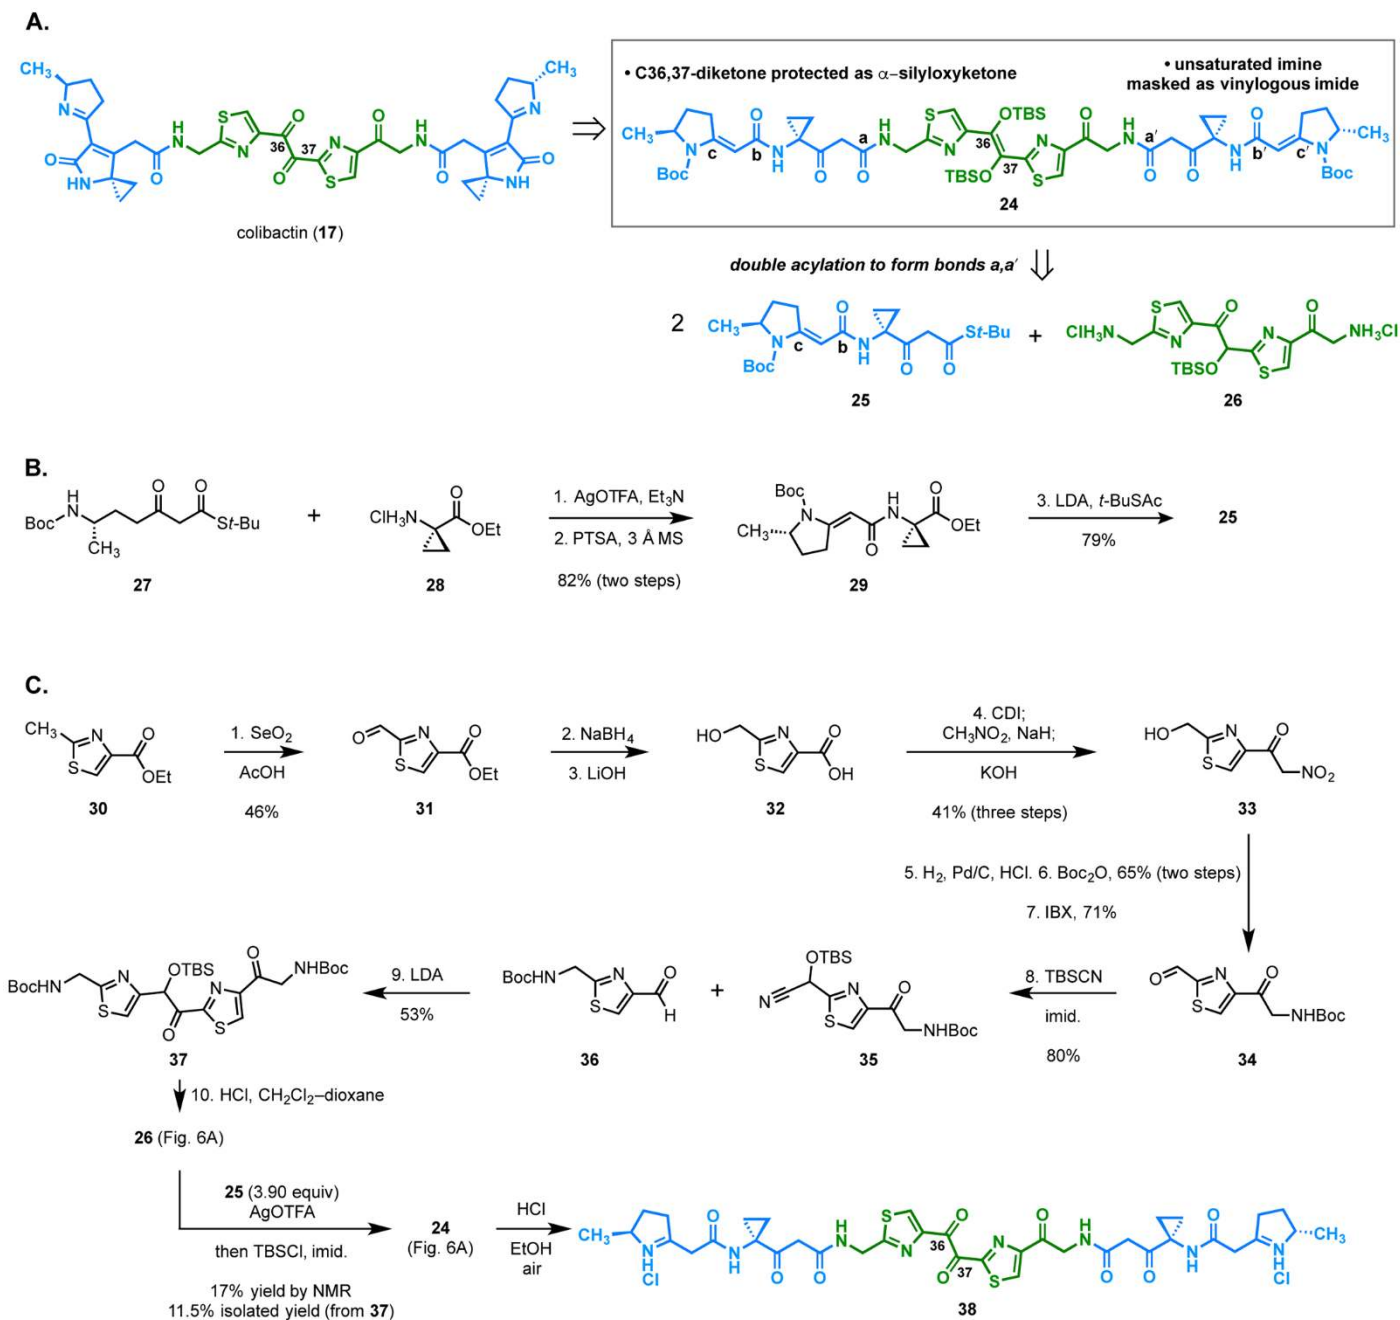 A.
• C36,37-diketone protected as α–silyloxyketone
• unsaturated imine
masked as vinylogous imide
CH3
N
O
NH
O
H
N
S
N
O
36
O
37
N
S
O
H
N
O
N
CH3
O
NH
colibactin (17)
CH3
N
Boc
c
O
b
N
H
O
a
O
H
N
S
N
OTBS
36
TBSO
37
N
S
O
H
N
a′
O
O
H
N
O
b′
c′
N
Boc
CH3
24
double acylation to form bonds a,a′
2
CH3
N
Boc
c
O
b
N
H
O
O
St-Bu
25
+
ClH3N
S
N
O
TBSO
N
S
O
NH3Cl
26
B.
Boc
H
N
CH3
O
O
St-Bu
27
+
ClH3N
O
OEt
28
1. AgOTFA, Et3N
2. PTSA, 3 Å MS
82% (two steps)
Boc
N
CH3
O
H
N
O
OEt
29
3. LDA, t-BuSAc
79%
25
C.
CH3
N
S
O
OEt
30
1. SeO2
AcOH
46%
O
N
S
O
OEt
31
2. NaBH4
3. LiOH
HO
N
S
O
OH
32
4. CDI;
CH3NO2, NaH;
KOH
41% (three steps)
HO
N
S
O
NO2
33
5. H2, Pd/C, HCl. 6. Boc2O, 65% (two steps)
7. IBX, 71%
O
N
S
O
NHBoc
34
8. TBSCN
imid.
80%
OTBS
N
N
S
O
NHBoc
35
+
BocHN
N
S
O
H
36
9. LDA
53%
BocHN
N
S
OTBS
O
N
S
O
NHBoc
37
10. HCl, CH2Cl2–dioxane
26 (Fig. 6A)
25 (3.90 equiv)
AgOTFA
then TBSCl, imid.
17% yield by NMR
11.5% isolated yield (from 37)
24
(Fig. 6A)
HCl
EtOH
air
CH3
N
H
Cl
O
N
H
O
O
H
N
S
N
O
36
O
37
N
S
O
H
N
O
O
H
N
O
N
H
Cl
CH3
38